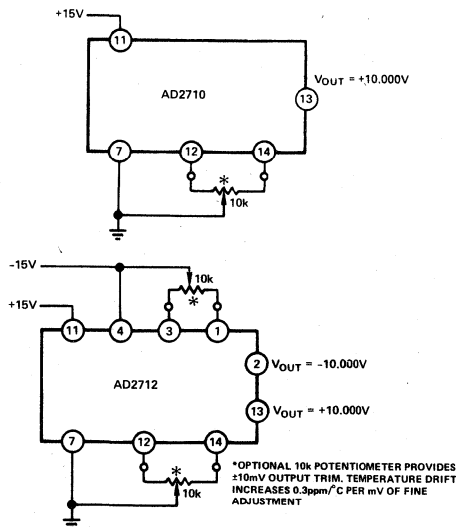 +15V
11
AD2710
VOUT = +10.000V
13
7
12
14
*
10k
-15V
10k
*
+15V
11
4
3
1
2
VOUT = -10.000V
AD2712
13
VOUT = +10.000V
7
12
14
*
10k
*OPTIONAL 10k POTENTIOMETER PROVIDES
±10mV OUTPUT TRIM. TEMPERATURE DRIFT
INCREASES 0.3ppm/°C PER mV OF FINE
ADJUSTMENT